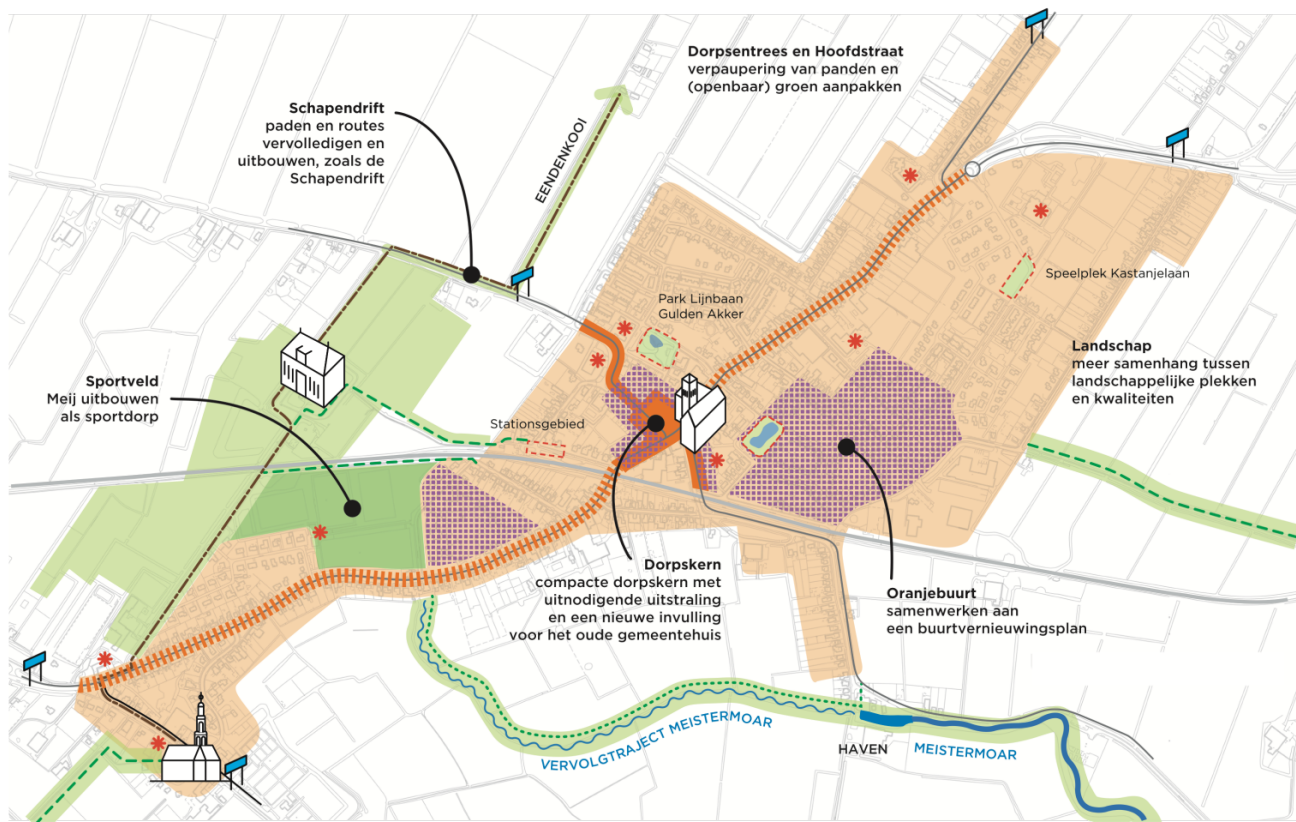 Dorpsentrees en Hoofdstraat
verpaupering van panden en
(openbaar) groen aanpakken
Schapendrift
paden en routes
vervolledigen en
uitbouwen, zoals de
Schapendrift
EENDENKOOI
Speelplek Kastanjelaan
Park Lijnbaan
Gulden Akker
Landschap
meer samenhang tussen
landschappelijke plekken
en kwaliteiten
Sportveld
Meij uitbouwen
als sportdorp
Stationsgebied
Dorpskern
compacte dorpskern met
uitnodigende uitstraling
en een nieuwe invulling
voor het oude gemeentehuis
Oranjebuurt
samenwerken aan
een buurtvernieuwingsplan
VERVOLGTRAJECT MEISTERMOAR
HAVEN
MEISTERMOAR